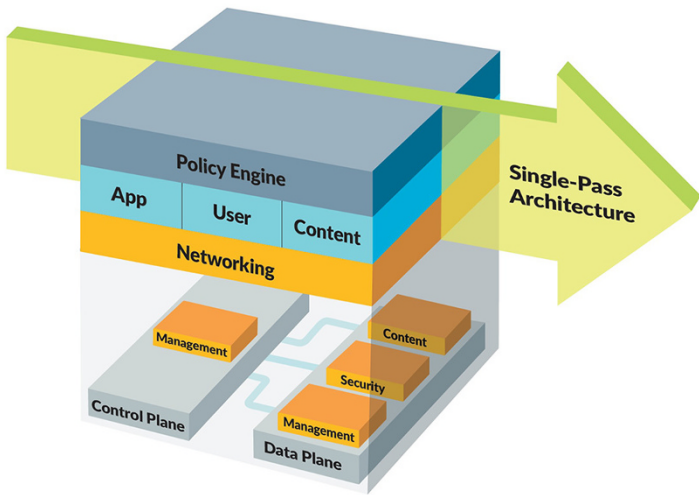 Policy Engine
App
User
Content
Networking
Single-Pass
Architecture
Management
Control Plane
Content
Security
Management
Data Plane